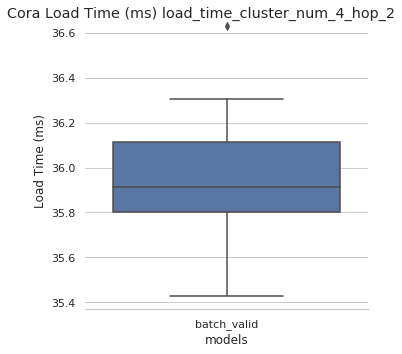 Cora Load Time (ms) load_time_cluster_num_4_hop_2
36.6
36.4
36.2
36.0
35.8
35.6
35.4
Load Time (ms)
batch_valid
models